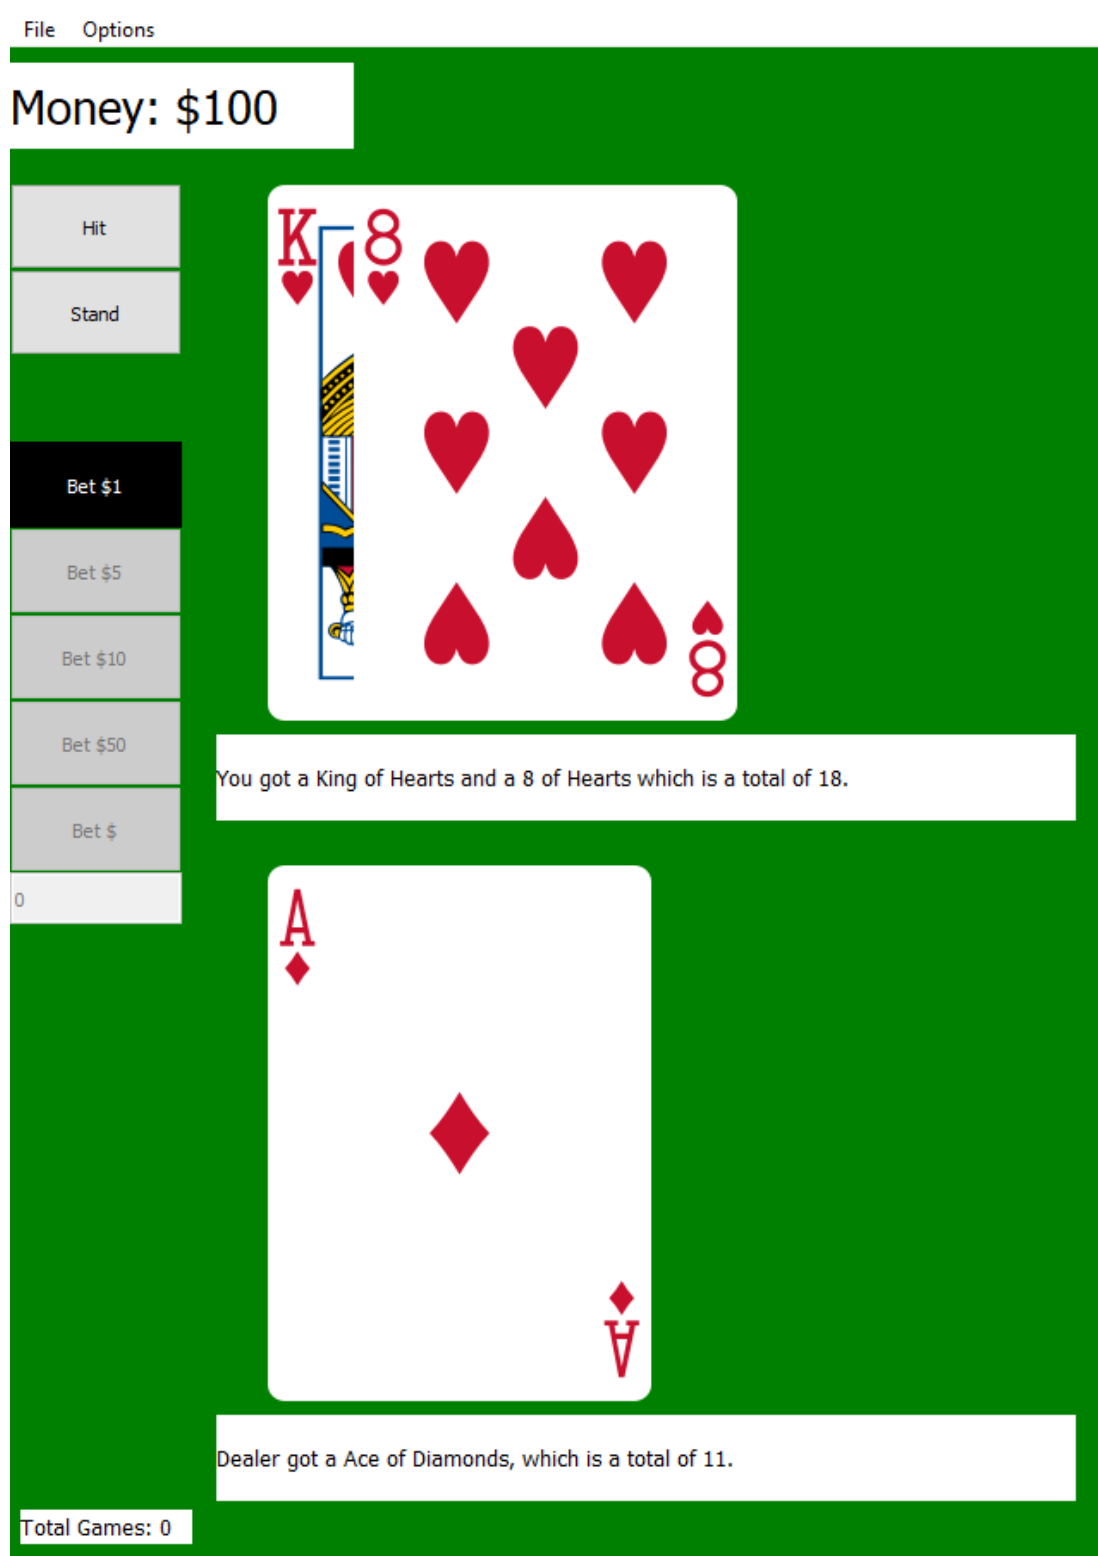 File Options
Money: $100
Hit
Stand
Bet $1
Bet $5
Bet $10
Bet $50
Bet $
0
K 8
8
You got a King of Hearts and a 8 of Hearts which is a total of 18.
A
A
Dealer got a Ace of Diamonds, which is a total of 11.
Total Games: 0